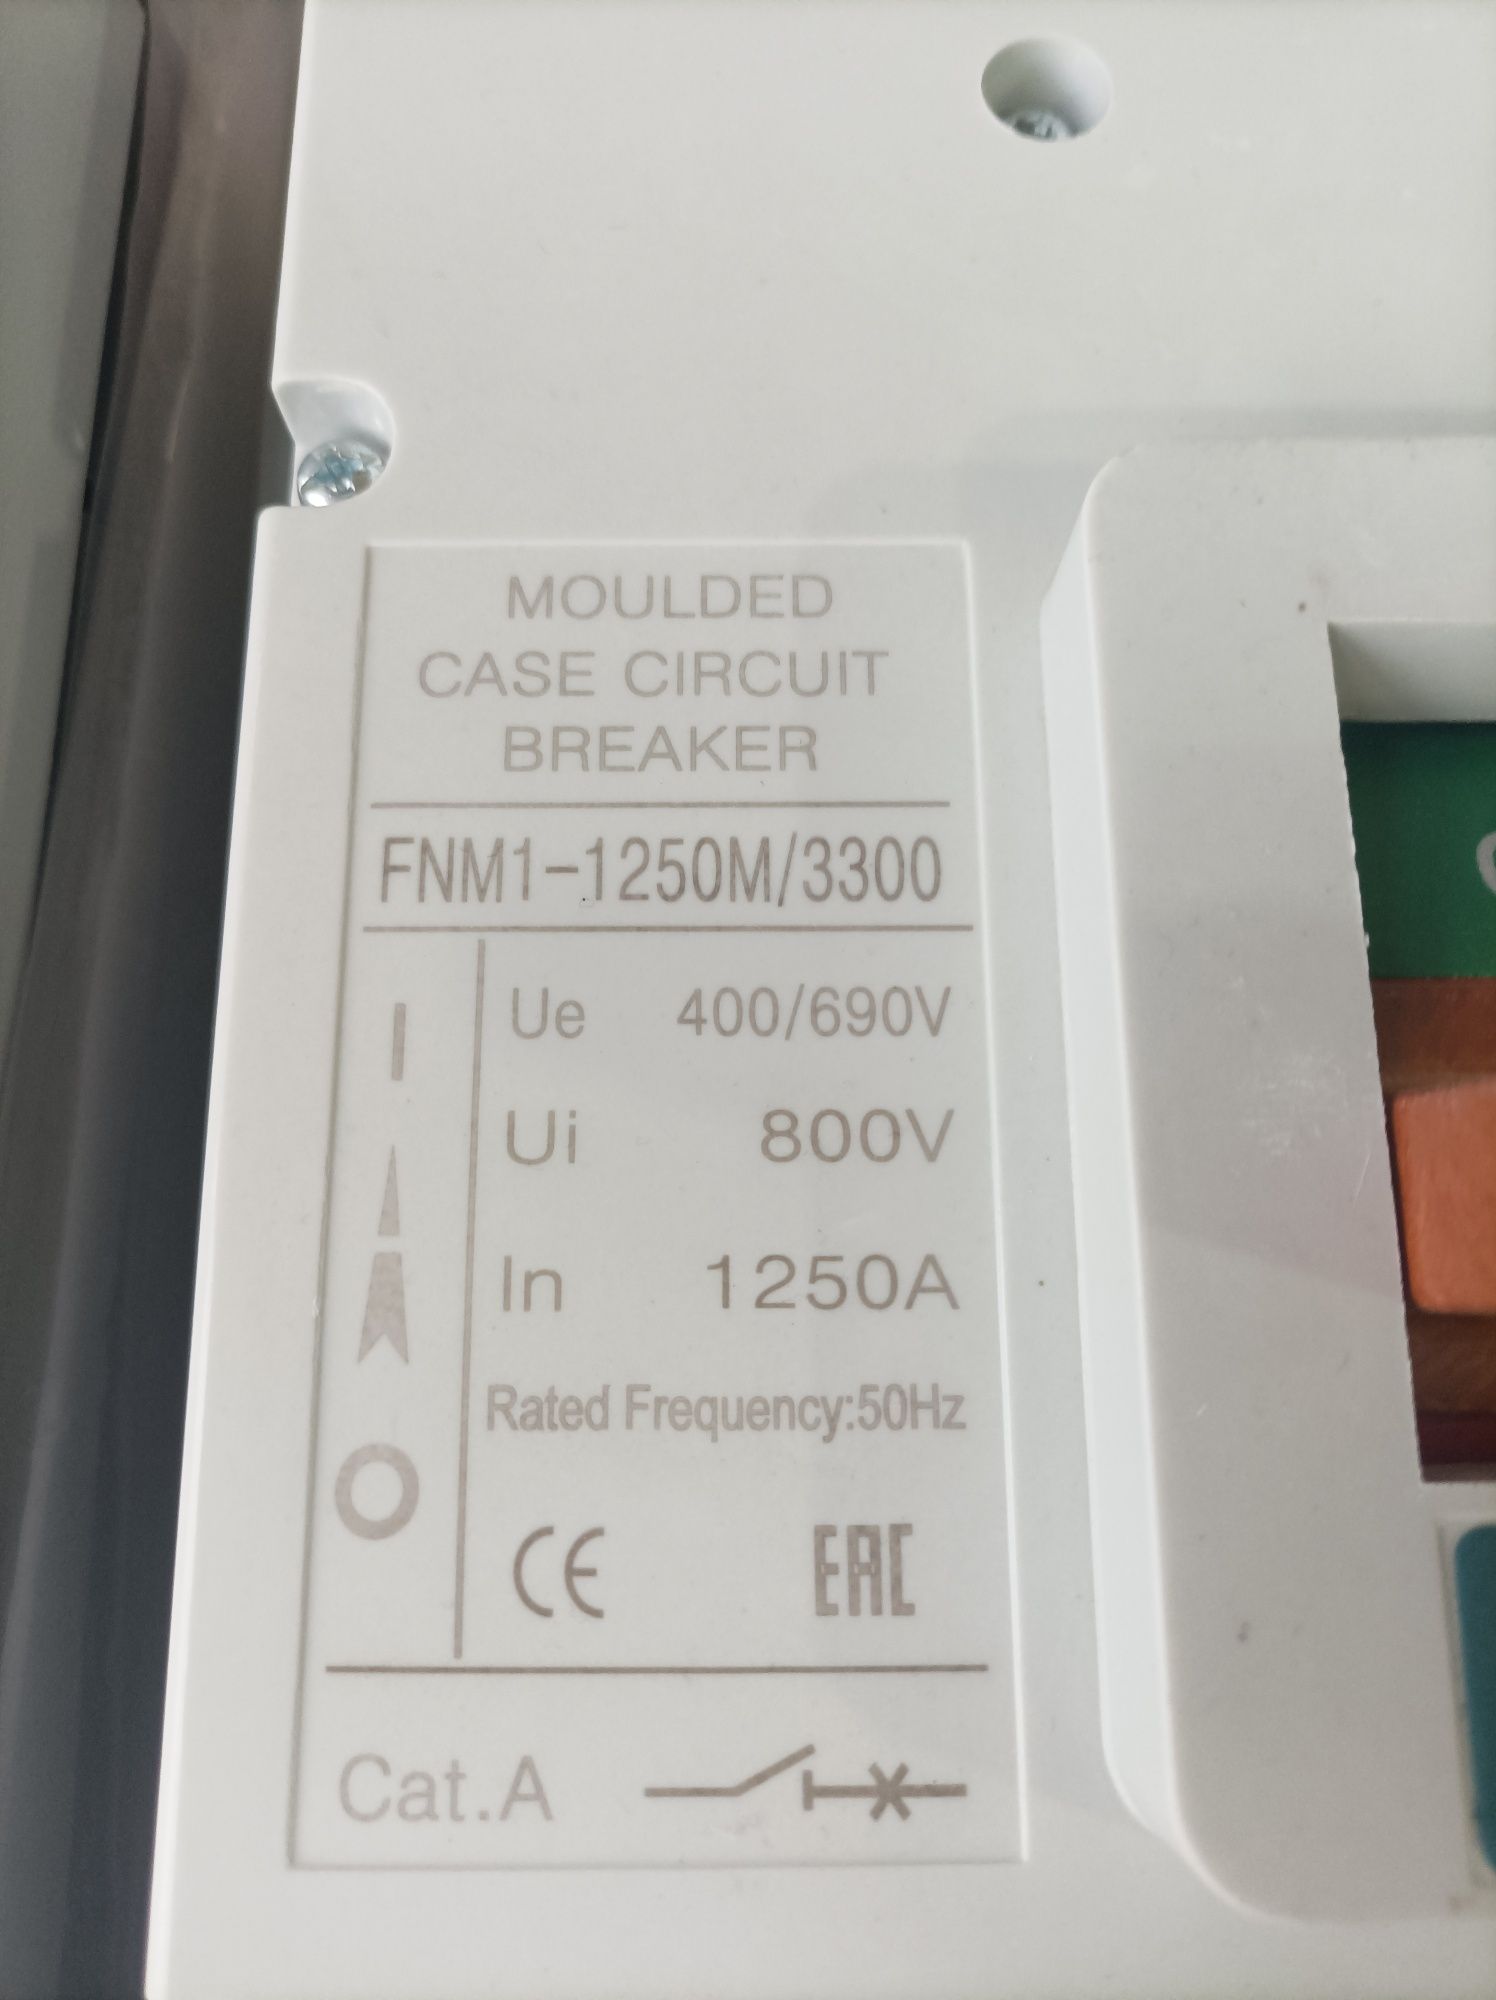 MOULDED
CASE CIRCUIT
BREAKER
FNM1-1250M/3300
Ue 400/690V
Ui 800V
In 1250A
Rated Frequency:50Hz
CE EAC
Cat.A